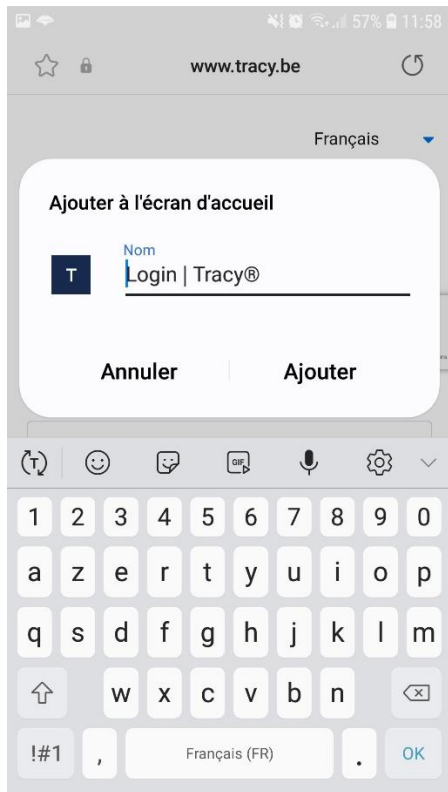 57% 11:58
www.tracy.be
Français
Ajouter à l'écran d'accueil
Nom
T
Login | Tracy®
Annuler Ajouter
T GIF
1 2 3 4 5 6 7 8 9 0
a z e r t y u i o p
q s d f g h j k l m
w x c v b n
!#1 , Français (FR) . OK